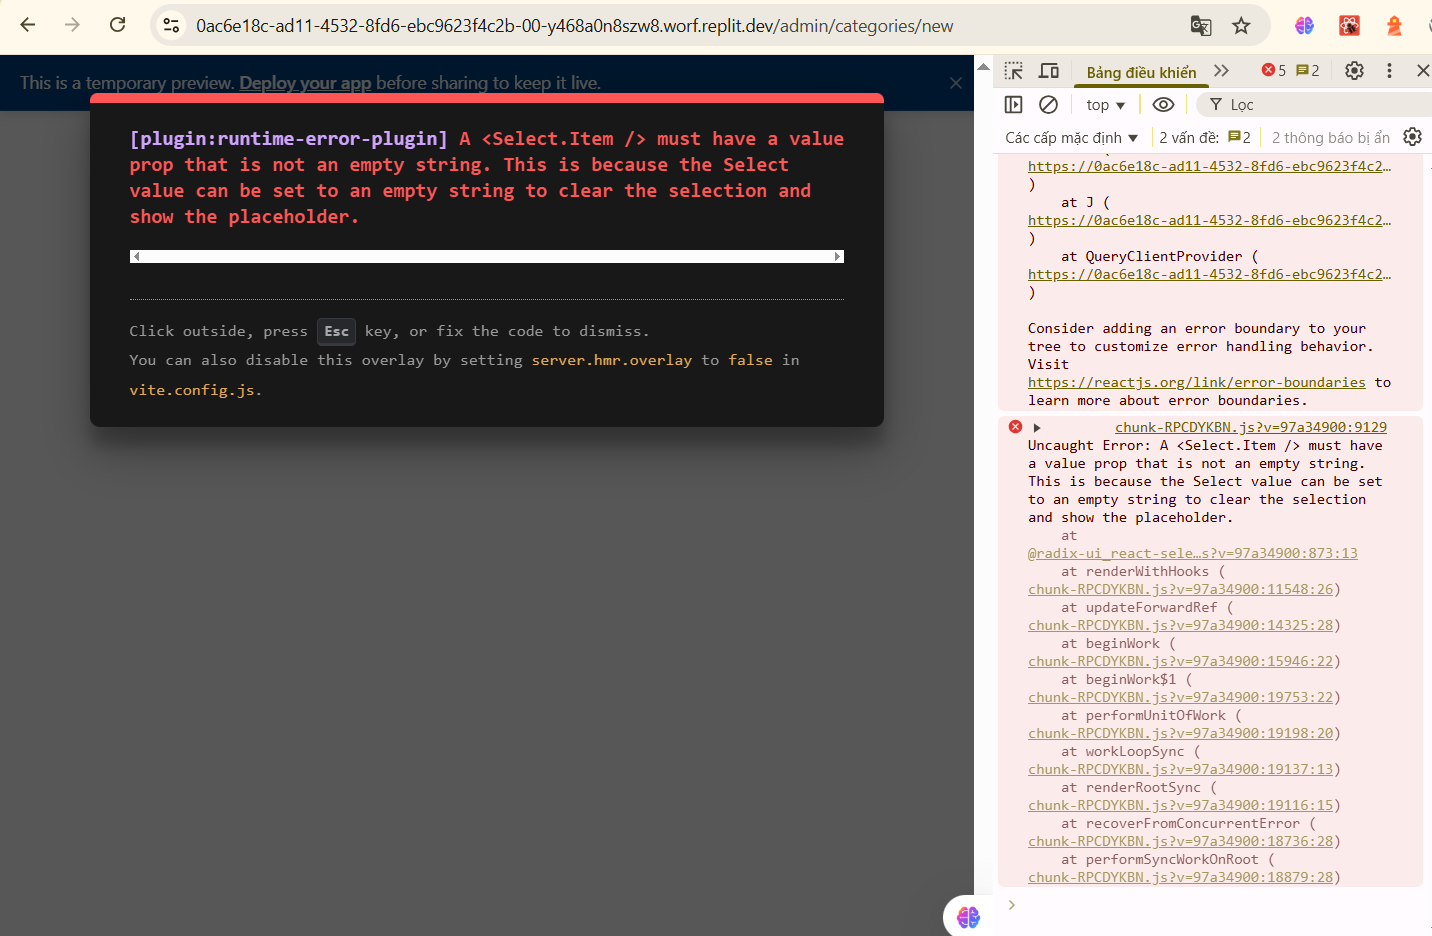 0ac6e18c-ad11-4532-8fd6-ebc9623f4c2b-00-y468a0n8szw8.worf.replit.dev/admin/categories/new
This is a temporary preview. Deploy your app before sharing to keep it live.
[plugin:runtime-error-plugin] A <Select.Item /> must have a value
prop that is not an empty string. This is because the Select
value can be set to an empty string to clear the selection and
show the placeholder.
Click outside, press Esc key, or fix the code to dismiss.
You can also disable this overlay by setting server.hmr.overlay to false in
vite.config.js.
Bảng điều khiển
5
2
top
Lọc
Các cấp mặc định
2 vấn đề: 2
2 thông báo bị ẩn
https://0ac6e18c-ad11-4532-8fd6-ebc9623f4c2…
)
at J (
https://0ac6e18c-ad11-4532-8fd6-ebc9623f4c2…
)
at QueryClientProvider (
https://0ac6e18c-ad11-4532-8fd6-ebc9623f4c2…
)
Consider adding an error boundary to your
tree to customize error handling behavior.
Visit
https://reactjs.org/link/error-boundaries to
learn more about error boundaries.
chunk-RPCDYKBN.js?v=97a34900:9129
Uncaught Error: A <Select.Item /> must have
a value prop that is not an empty string.
This is because the Select value can be set
to an empty string to clear the selection
and show the placeholder.
at
@radix-ui_react-sele…s?v=97a34900:873:13
at renderWithHooks (
chunk-RPCDYKBN.js?v=97a34900:11548:26)
at updateForwardRef (
chunk-RPCDYKBN.js?v=97a34900:14325:28)
at beginWork (
chunk-RPCDYKBN.js?v=97a34900:15946:22)
at beginWork$1 (
chunk-RPCDYKBN.js?v=97a34900:19753:22)
at performUnitOfWork (
chunk-RPCDYKBN.js?v=97a34900:19198:20)
at workLoopSync (
chunk-RPCDYKBN.js?v=97a34900:19137:13)
at renderRootSync (
chunk-RPCDYKBN.js?v=97a34900:19116:15)
at recoverFromConcurrentError (
chunk-RPCDYKBN.js?v=97a34900:18736:28)
at performSyncWorkOnRoot (
chunk-RPCDYKBN.js?v=97a34900:18879:28)